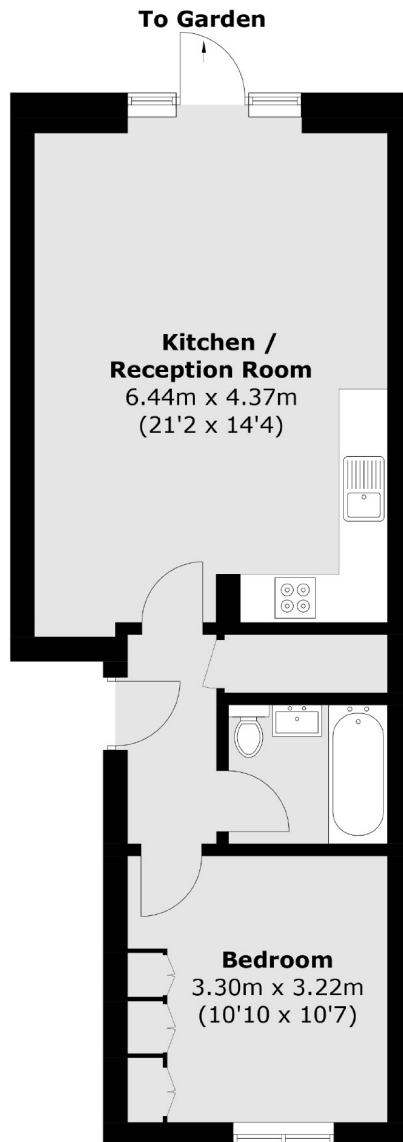 To Garden
Kitchen /
Reception Room
6.44m x 4.37m
(21'2 x 14'4)
Bedroom
3.30m x 3.22m
(10'10 x 10'7)